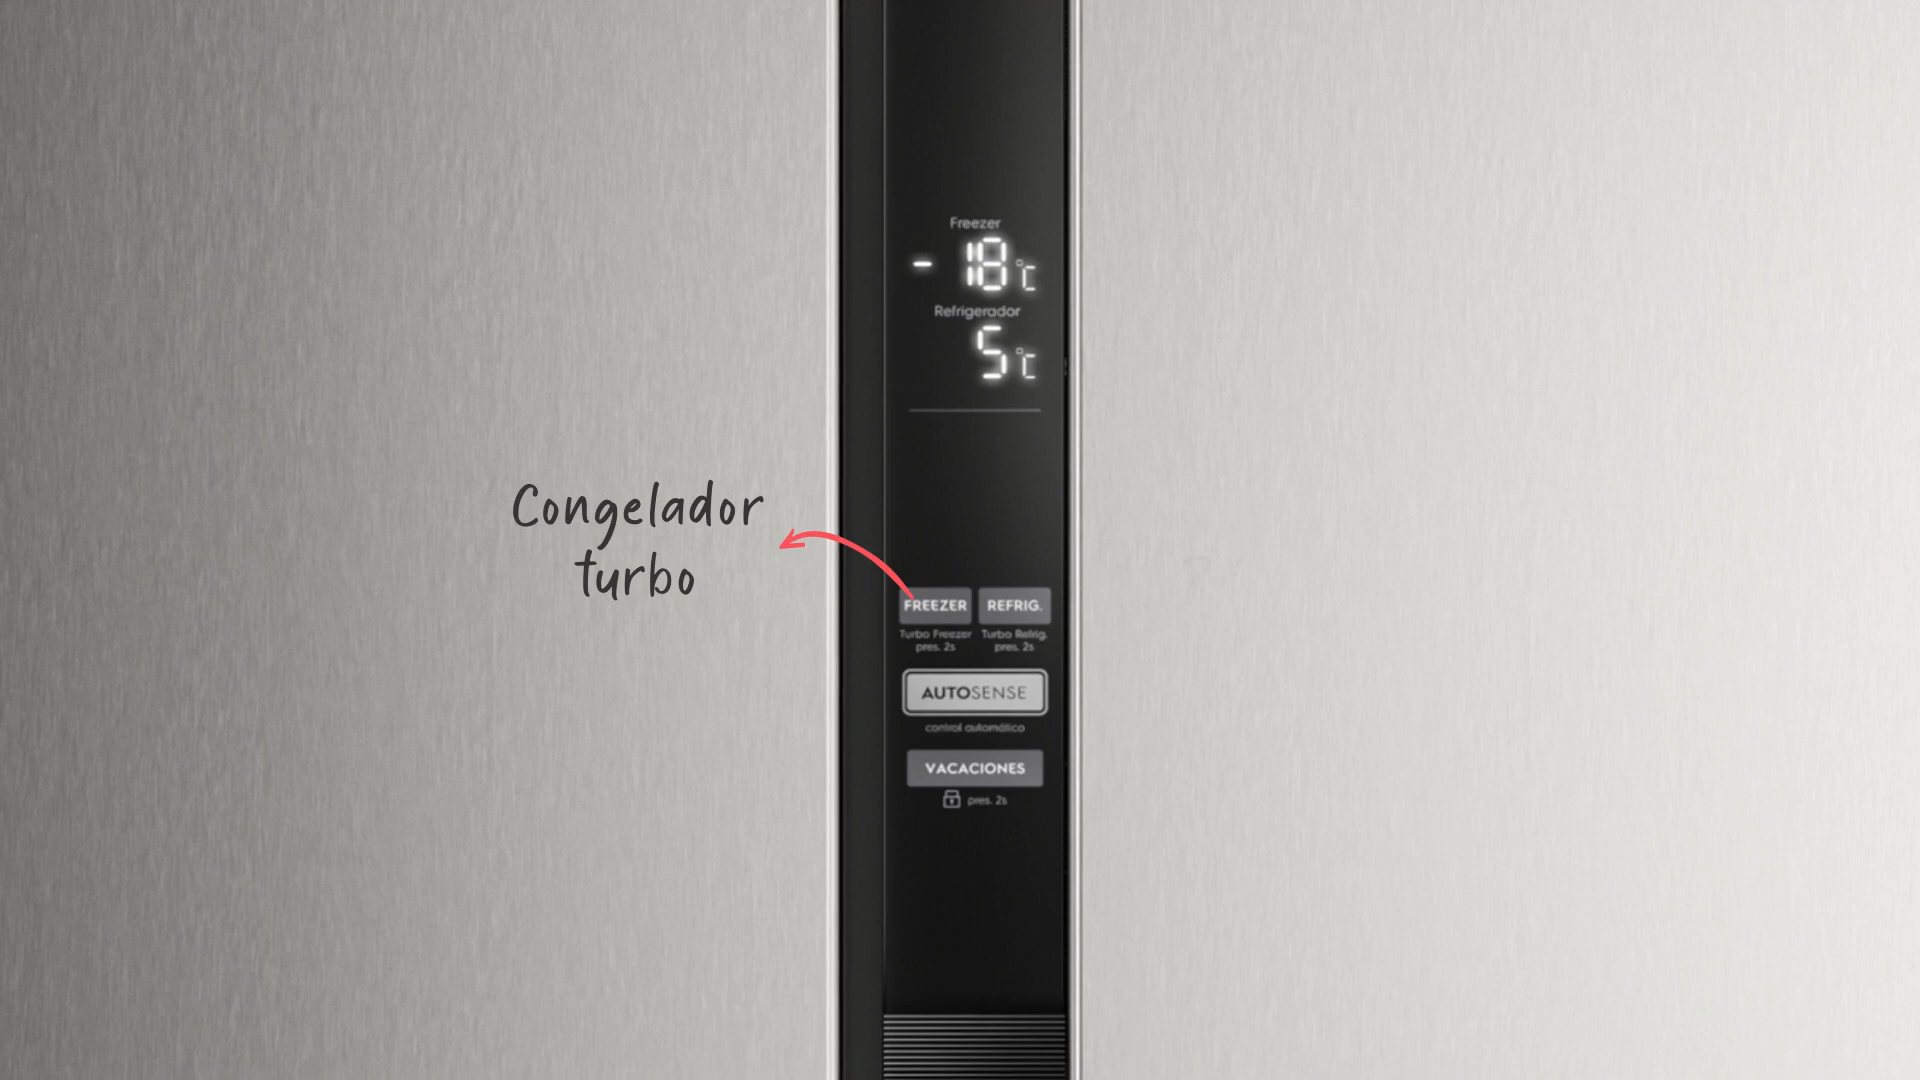 Freezer
- 18 °C
Refrigerador
5 °C
Congelador
turbo
FREEZER REFRIG.
Turbo Freezer Turbo Refrig.
pres. 2s pres. 2s
AUTOSENSE
control automático
VACACIONES
pres. 2s